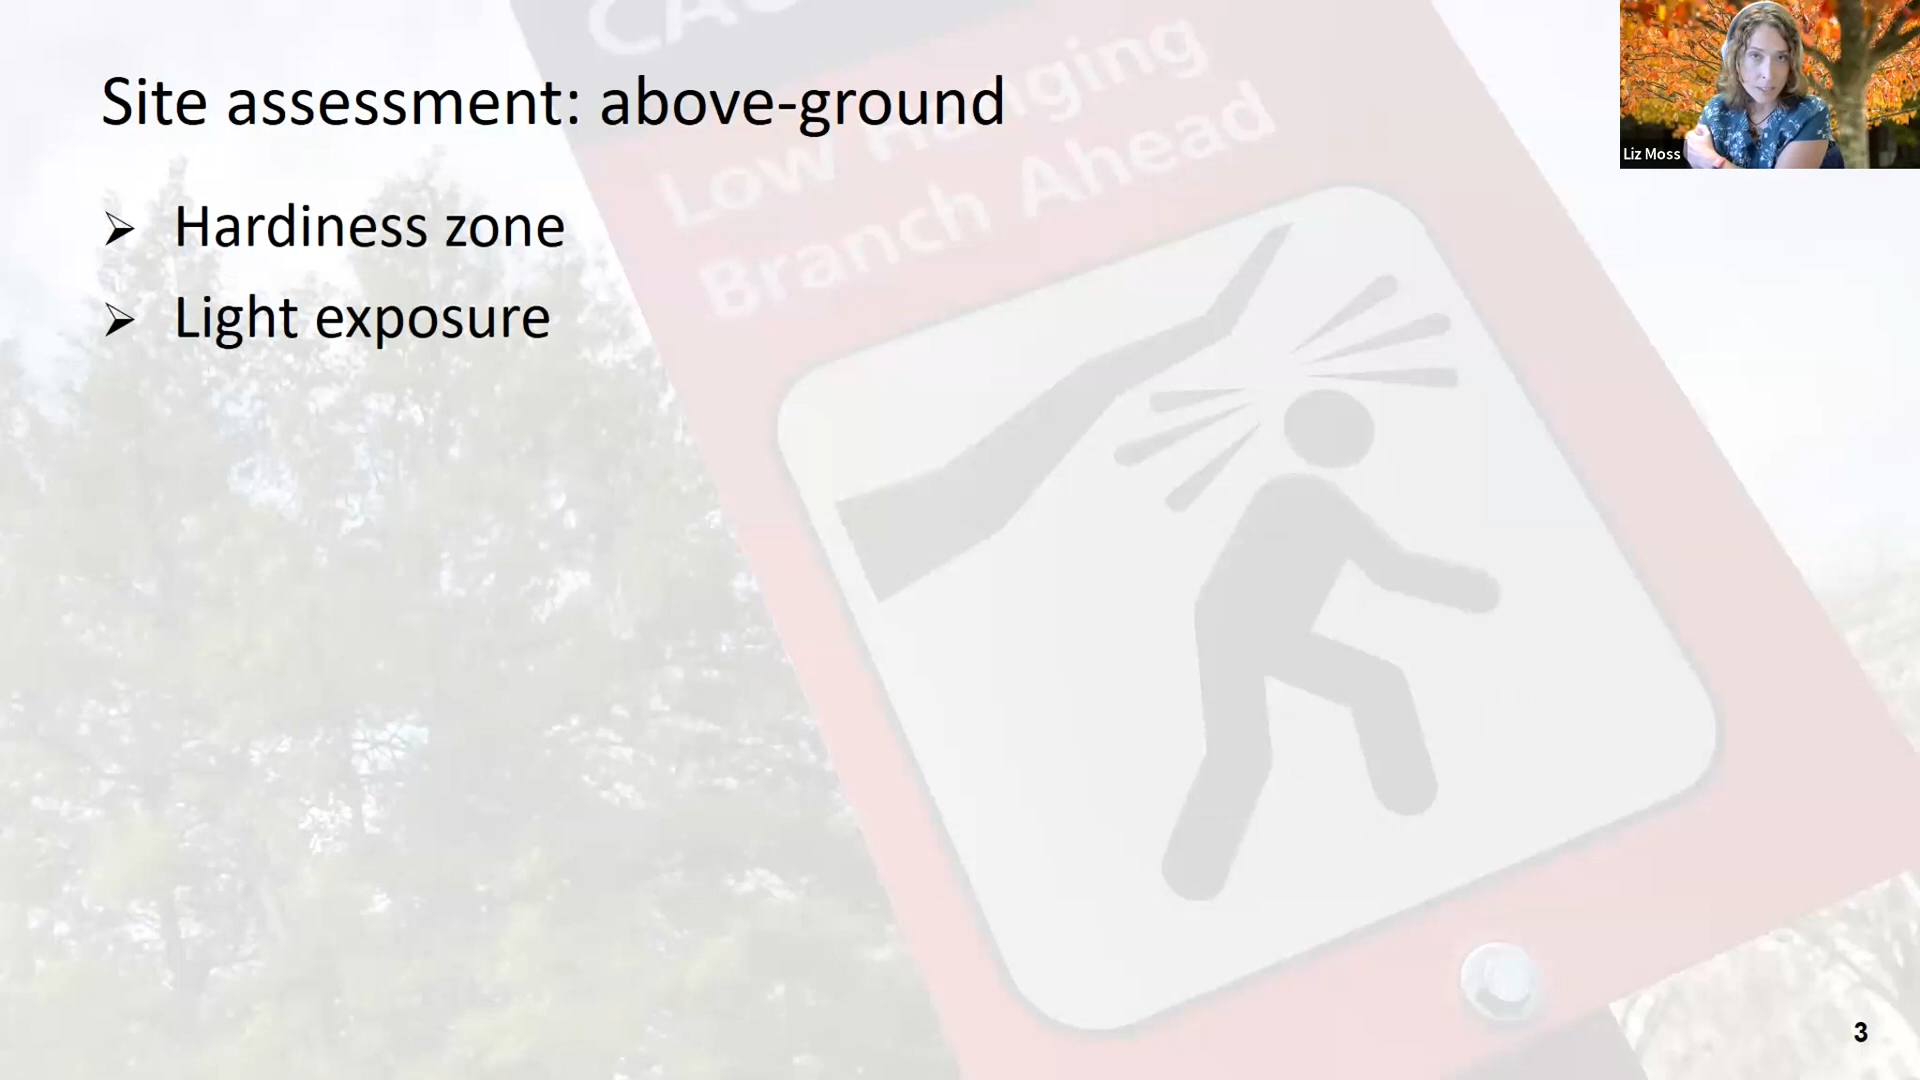 Site assessment: above-ground
Hardiness zone
Light exposure
Low Hanging
Branch Ahead
Liz Moss
3